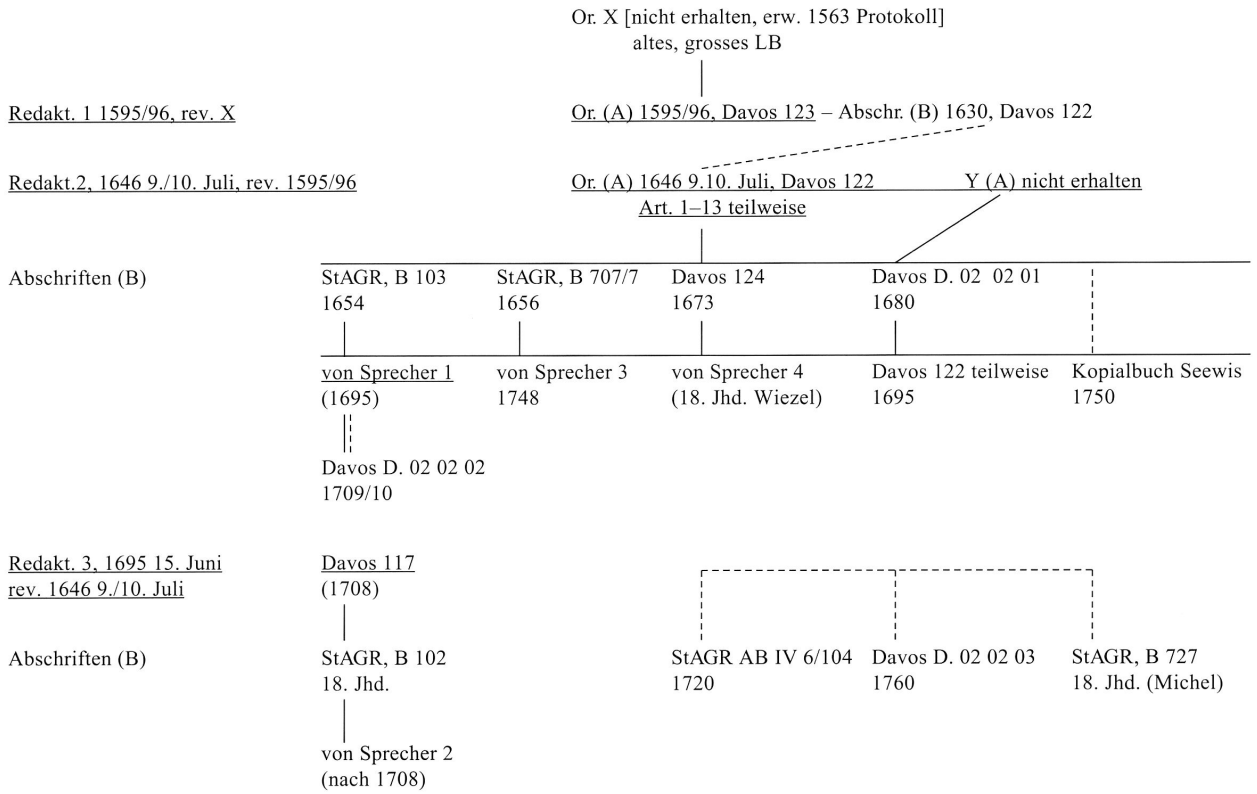 Or. X [nicht erhalten, erw. 1563 Protokoll]
altes, grosses LB
Redakt. 1 1595/96, rev. X
Or. (A) 1595/96, Davos 123 – Abschr. (B) 1630, Davos 122
Redakt.2, 1646 9./10. Juli, rev. 1595/96
Or. (A) 1646 9.10. Juli, Davos 122
Y (A) nicht erhalten
Art. 1–13 teilweise
Abschriften (B)
StAGR, B 103
1654
StAGR, B 707/7
1656
Davos 124
1673
Davos D. 02 02 01
1680
von Sprecher 1
(1695)
von Sprecher 3
1748
von Sprecher 4
(18. Jhd. Wiezel)
Davos 122 teilweise
1695
Kopialbuch Seewis
1750
Davos D. 02 02 02
1709/10
Redakt. 3, 1695 15. Juni
rev. 1646 9./10. Juli
Davos 117
(1708)
Abschriften (B)
StAGR, B 102
18. Jhd.
StAGR AB IV 6/104
1720
Davos D. 02 02 03
1760
StAGR, B 727
18. Jhd. (Michel)
von Sprecher 2
(nach 1708)